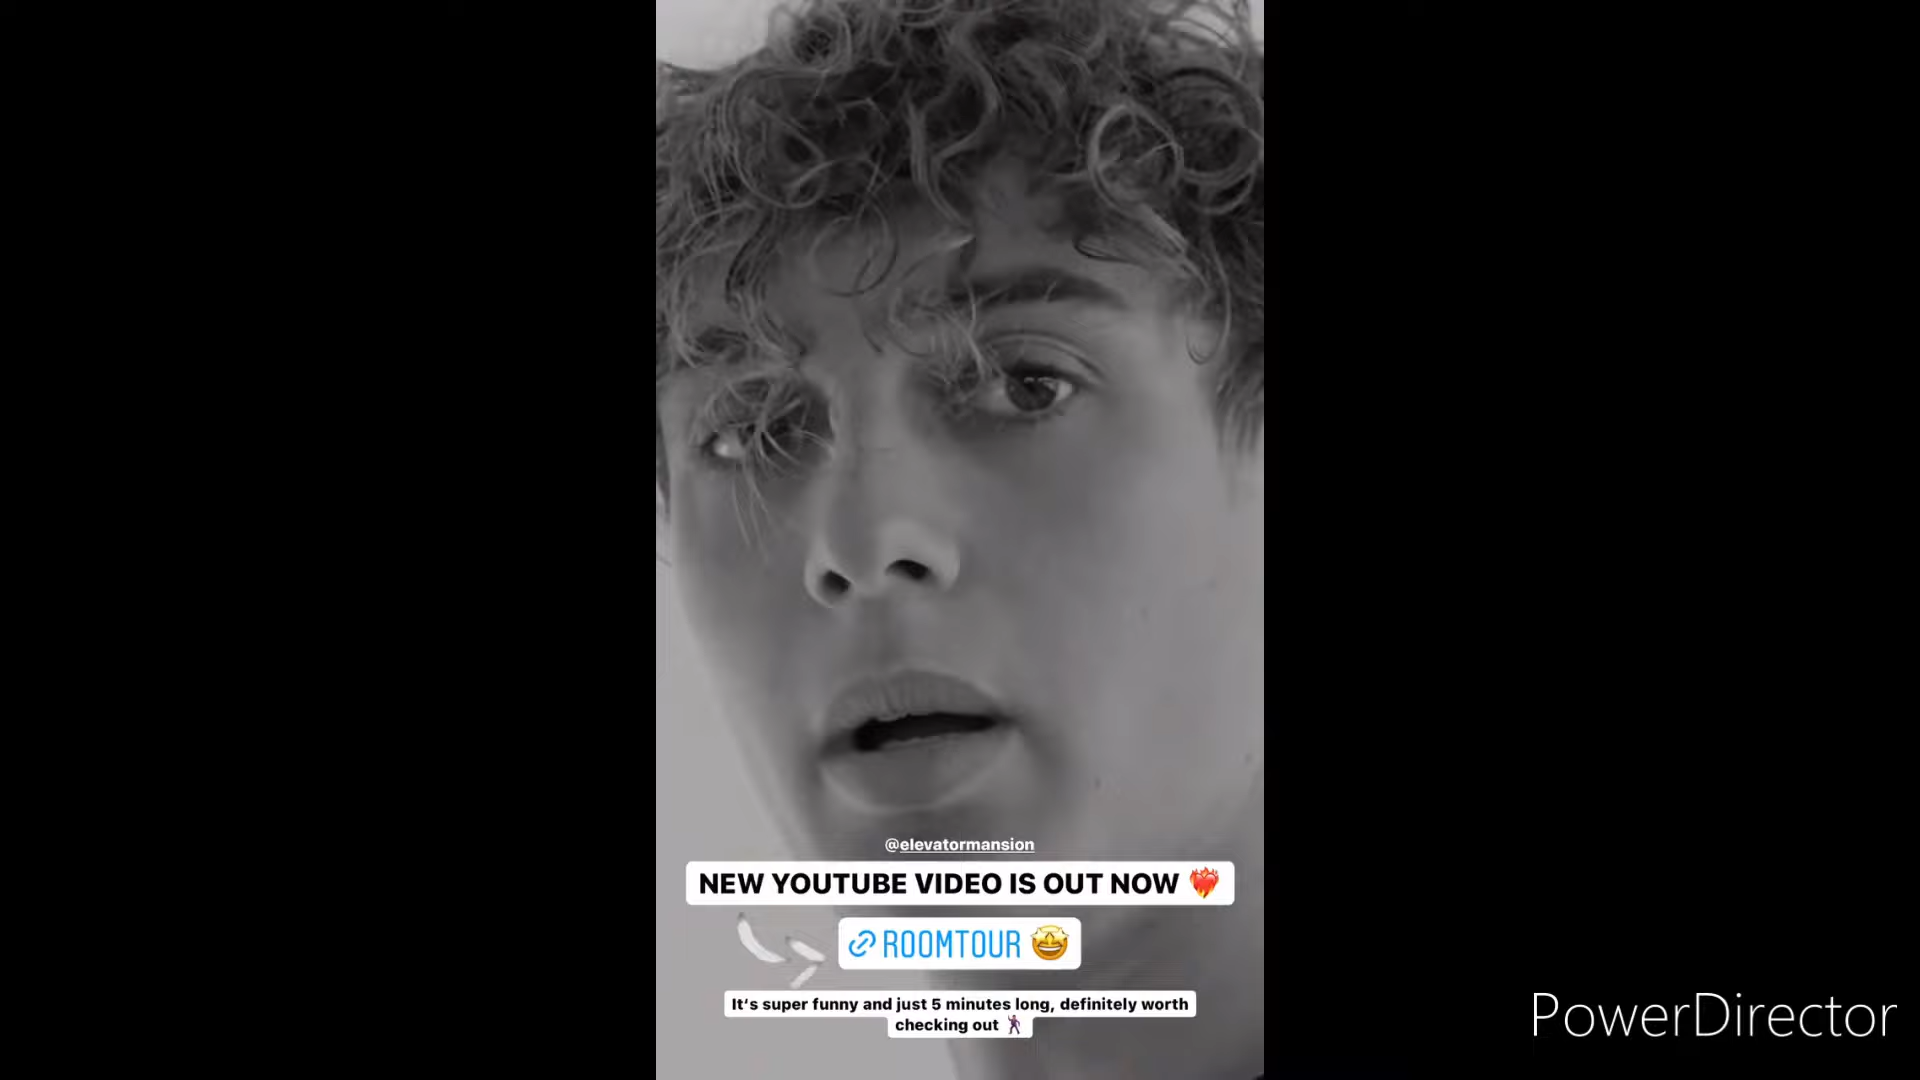 @elevatormansion
NEW YOUTUBE VIDEO IS OUT NOW ❤️‍🔥
ROOMTOUR 🤩
It‘s super funny and just 5 minutes long, definitely worth
checking out 🕺🏽
PowerDirector